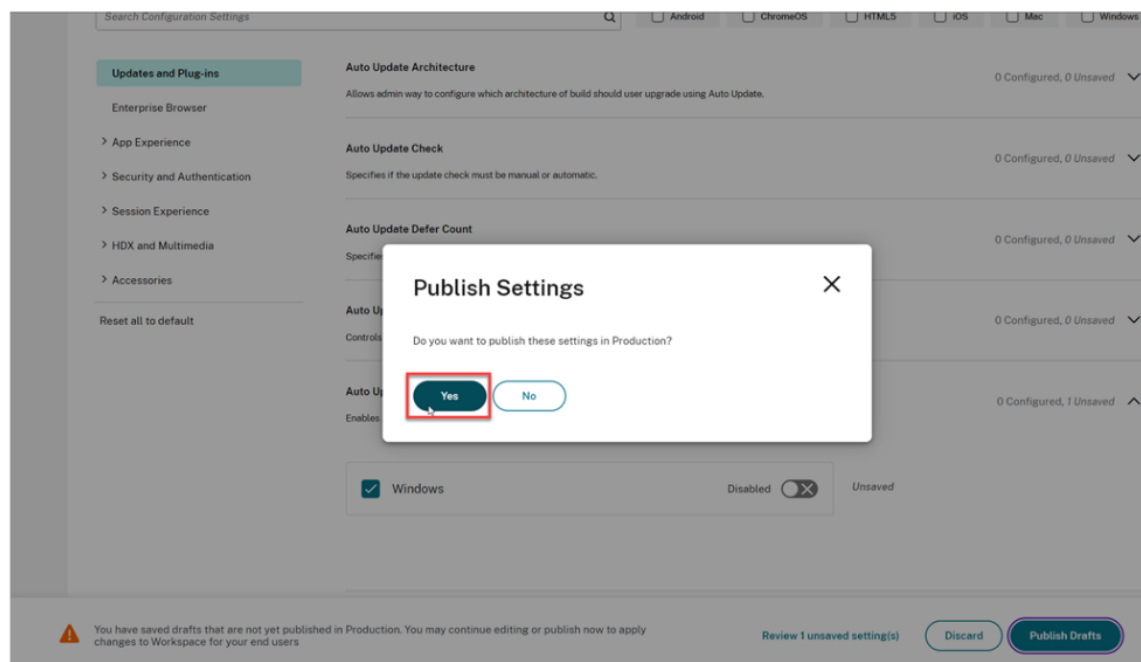 Search Configuration Settings
Android
ChromeOS
HTML5
iOS
Mac
Windows
Updates and Plug-ins
Enterprise Browser
App Experience
Security and Authentication
Session Experience
HDX and Multimedia
Accessories
Reset all to default
Auto Update Architecture
0 Configured, 0 Unsaved
Allows admin way to configure which architecture of build should user upgrade using Auto Update.
Auto Update Check
0 Configured, 0 Unsaved
Specifies if the update check must be manual or automatic.
Auto Update Defer Count
0 Configured, 0 Unsaved
Specifie
Auto U
0 Configured, 0 Unsaved
Controls
Auto U
0 Configured, 1 Unsaved
Enables
Publish Settings
Do you want to publish these settings in Production?
Yes
No
Windows
Disabled
Unsaved
You have saved drafts that are not yet published in Production. You may continue editing or publish now to apply
changes to Workspace for your end users
Review 1 unsaved setting(s)
Discard
Publish Drafts